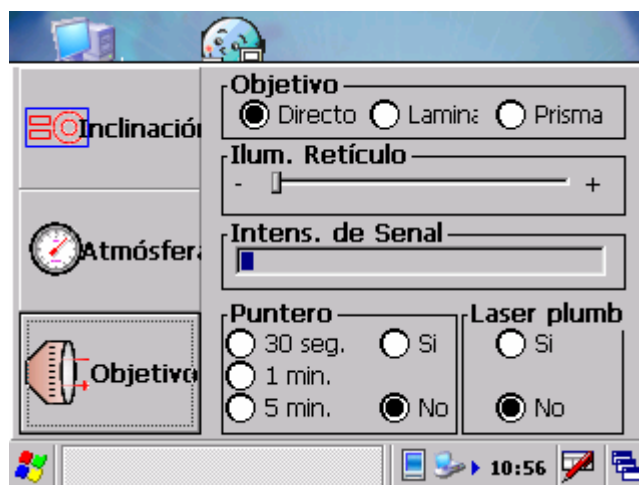 Inclinació
Atmósfera
Objetivo
Objetivo
Directo Lamina Prisma
Ilum. Retículo
- +
Intens. de Senal
Puntero
30 seg. Si
1 min.
5 min. No
Laser plumb
Si
No
10:56